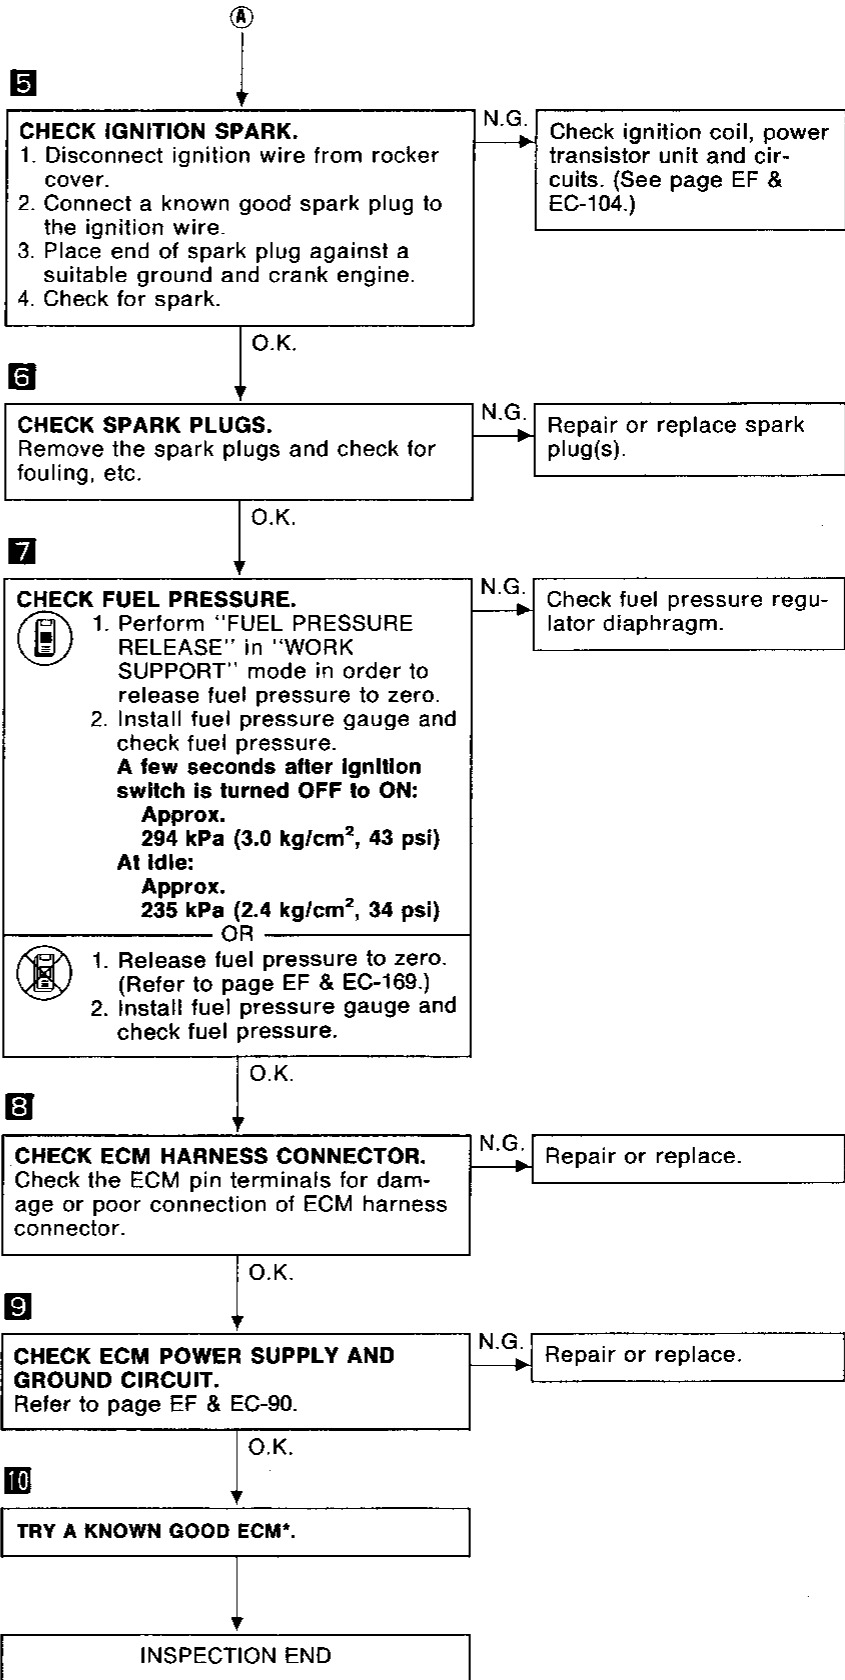 A
5
CHECK IGNITION SPARK.
1. Disconnect ignition wire from rocker
cover.
2. Connect a known good spark plug to
the ignition wire.
3. Place end of spark plug against a
suitable ground and crank engine.
4. Check for spark.
N.G.
Check ignition coil, power
transistor unit and cir-
cuits. (See page EF &
EC-104.)
O.K.
6
CHECK SPARK PLUGS.
Remove the spark plugs and check for
fouling, etc.
N.G.
Repair or replace spark
plug(s).
O.K.
7
CHECK FUEL PRESSURE.
1. Perform "FUEL PRESSURE
RELEASE" in "WORK
SUPPORT" mode in order to
release fuel pressure to zero.
2. Install fuel pressure gauge and
check fuel pressure.
A few seconds after ignition
switch is turned OFF to ON:
Approx.
294 kPa (3.0 kg/cm², 43 psi)
At idle:
Approx.
235 kPa (2.4 kg/cm², 34 psi)
OR
1. Release fuel pressure to zero.
(Refer to page EF & EC-169.)
2. Install fuel pressure gauge and
check fuel pressure.
N.G.
Check fuel pressure regu-
lator diaphragm.
O.K.
8
CHECK ECM HARNESS CONNECTOR.
Check the ECM pin terminals for dam-
age or poor connection of ECM harness
connector.
N.G.
Repair or replace.
O.K.
9
CHECK ECM POWER SUPPLY AND
GROUND CIRCUIT.
Refer to page EF & EC-90.
N.G.
Repair or replace.
O.K.
10
TRY A KNOWN GOOD ECM*.
INSPECTION END